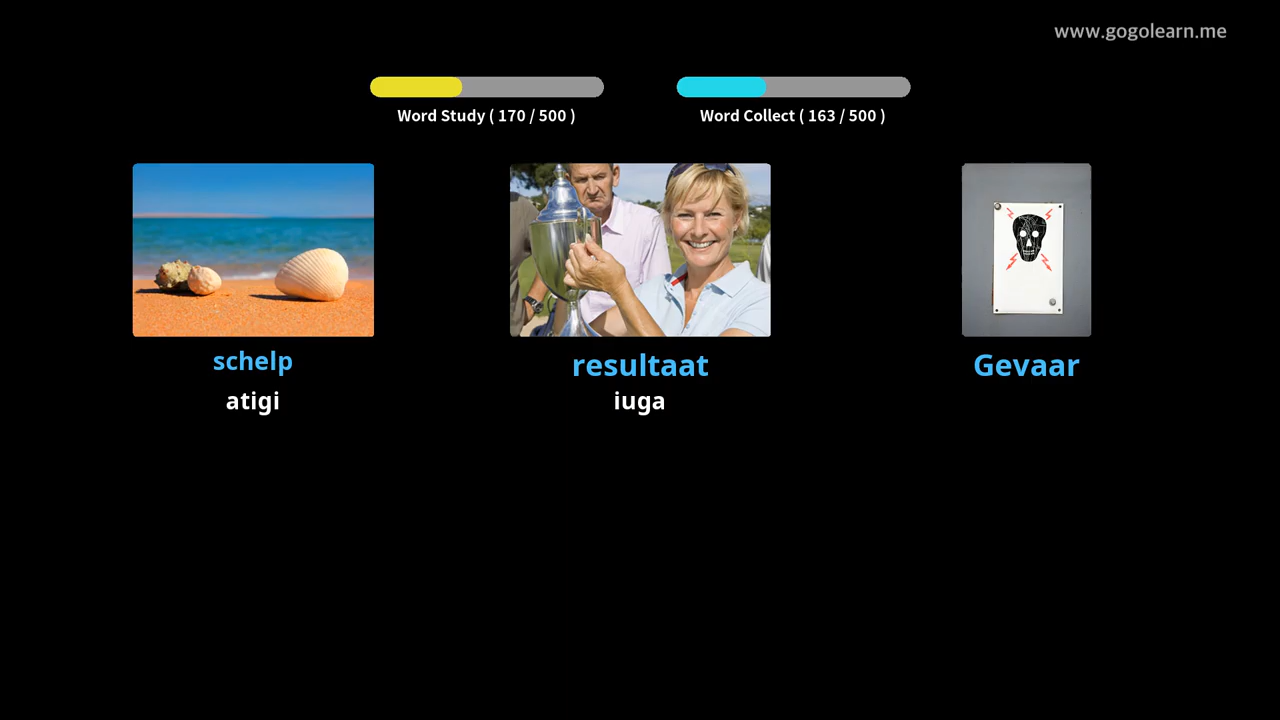 www.gogolearn.me
Word Study ( 170 / 500 )
Word Collect ( 163 / 500 )
schelp
resultaat
Gevaar
atigi
iuga